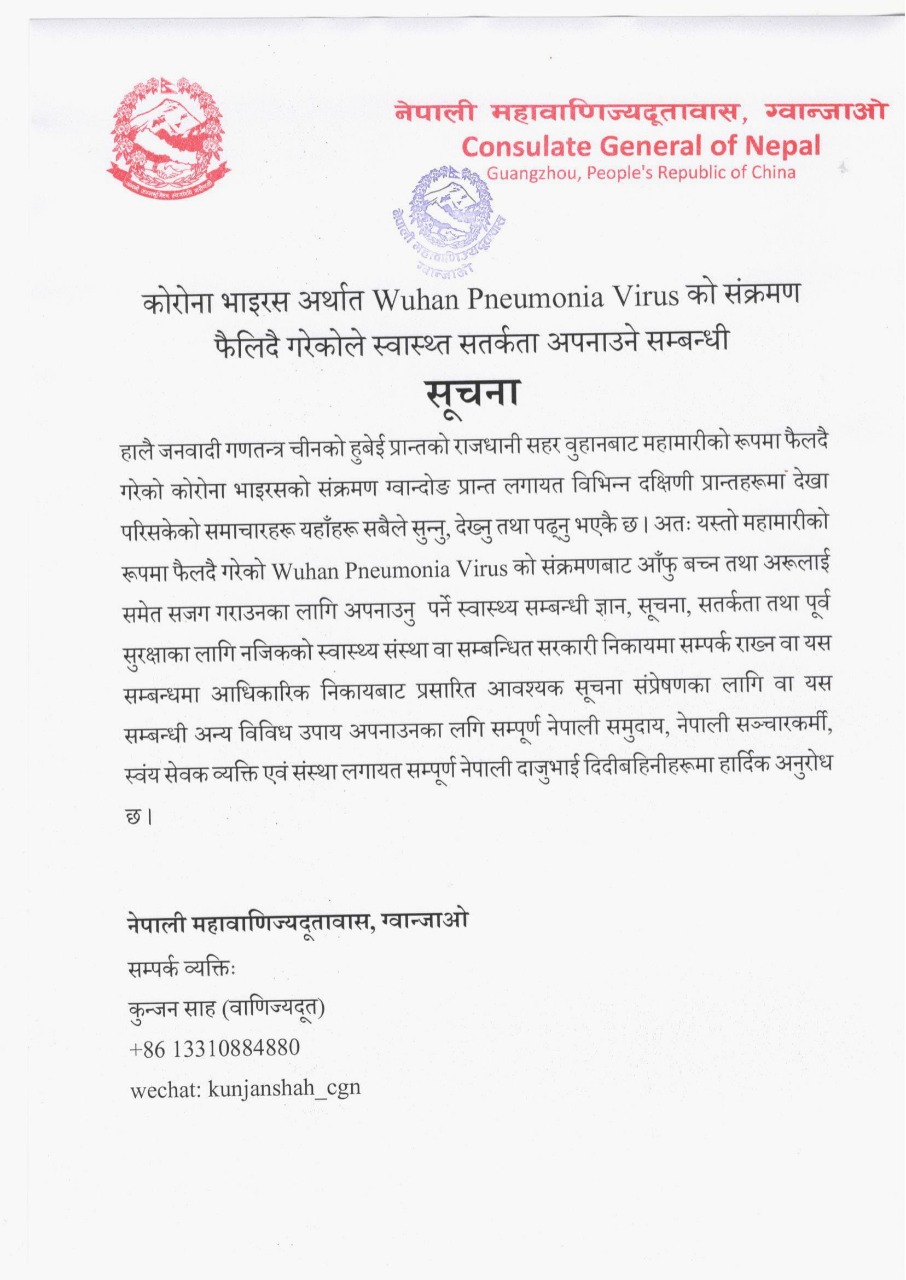 नेपाली महावाणिज्यदूतावास, ग्वान्जाओ
Consulate General of Nepal
Guangzhou, People's Republic of China
नेपाली महावाणिज्यदूतावास
ग्वान्जाओ
कोरोना भाइरस अर्थात Wuhan Pneumonia Virus को संक्रमण
फैलिदै गरेकोले स्वास्थ्त सतर्कता अपनाउने सम्बन्धी
सूचना
हालै जनवादी गणतन्त्र चीनको हुबेई प्रान्तको राजधानी सहर वुहानबाट महामारीको रूपमा फैलदै
गरेको कोरोना भाइरसको संक्रमण ग्वान्दोङ प्रान्त लगायत विभिन्न दक्षिणी प्रान्तहरूमा देखा
परिसकेको समाचारहरू यहाँहरू सबैले सुन्नु, देख्नु तथा पढ्नु भएकै छ । अतः यस्तो महामारीको
रूपमा फैलदै गरेको Wuhan Pneumonia Virus को संक्रमणबाट आँफु बच्न तथा अरूलाई
समेत सजग गराउनका लागि अपनाउनु पर्ने स्वास्थ्य सम्बन्धी ज्ञान, सूचना, सतर्कता तथा पूर्व
सुरक्षाका लागि नजिकको स्वास्थ्य संस्था वा सम्बन्धित सरकारी निकायमा सम्पर्क राख्न वा यस
सम्बन्धमा आधिकारिक निकायबाट प्रसारित आवश्यक सूचना संप्रेषणका लागि वा यस
सम्बन्धी अन्य विविध उपाय अपनाउनका लगि सम्पूर्ण नेपाली समुदाय, नेपाली सञ्चारकर्मी,
स्वंय सेवक व्यक्ति एवं संस्था लगायत सम्पूर्ण नेपाली दाजुभाई दिदीबहिनीहरूमा हार्दिक अनुरोध
छ ।
नेपाली महावाणिज्यदूतावास, ग्वान्जाओ
सम्पर्क व्यक्तिः
कुन्जन साह (वाणिज्यदूत)
+86 13310884880
wechat: kunjanshah_cgn